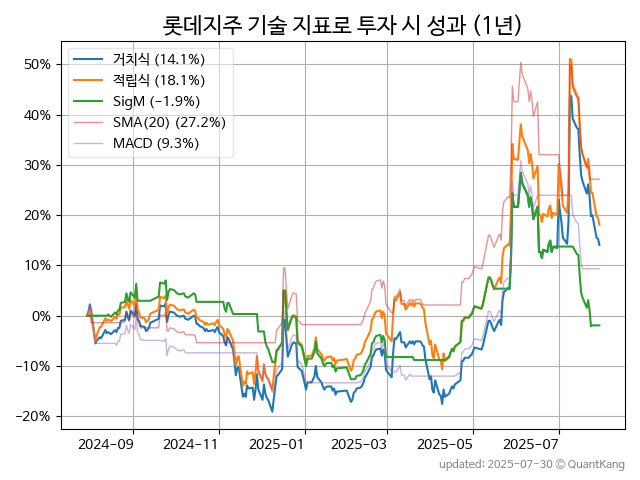 롯데지주 기술 지표로 투자 시 성과 (1년)
거치식 (14.1%)
적립식 (18.1%)
SigM (−1.9%)
SMA(20) (27.2%)
MACD (9.3%)
50%
40%
30%
20%
10%
0%
−10%
−20%
2024-09
2024-11
2025-01
2025-03
2025-05
2025-07
updated: 2025-07-30 © QuantKang